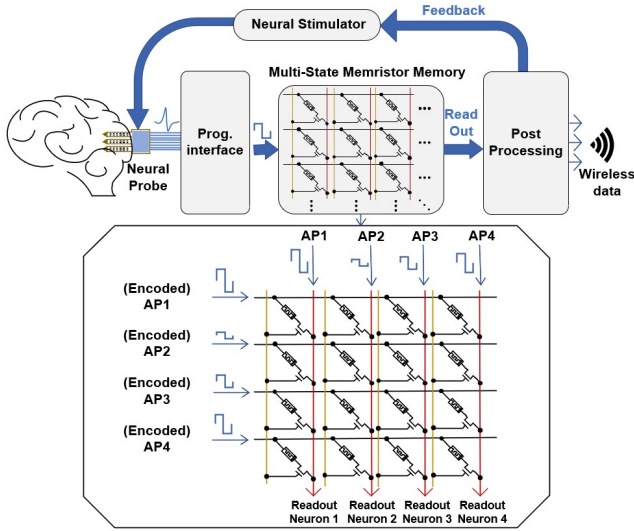 Neural Stimulator
Feedback
Multi-State Memristor Memory
Prog.
interface
Read
Out
Post
Processing
Neural
Probe
Wireless
data
AP1 AP2 AP3 AP4
(Encoded)
AP1
(Encoded)
AP2
(Encoded)
AP3
(Encoded)
AP4
Readout Readout Readout Readout
Neuron 1 Neuron 2 Neuron 3 Neuron 4